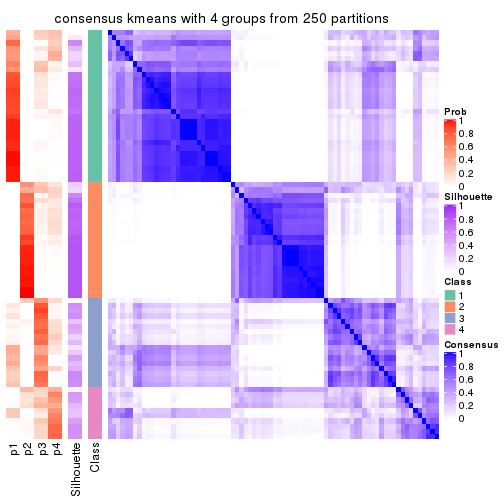 consensus kmeans with 4 groups from 250 partitions
Prob
1
0.8
0.6
0.4
0.2
0
Silhouette
1
0.8
0.6
0.4
0.2
0
Class
1
2
3
4
Consensus
1
0.8
0.6
0.4
0.2
0
p1
p2
p3
p4
Silhouette
Class